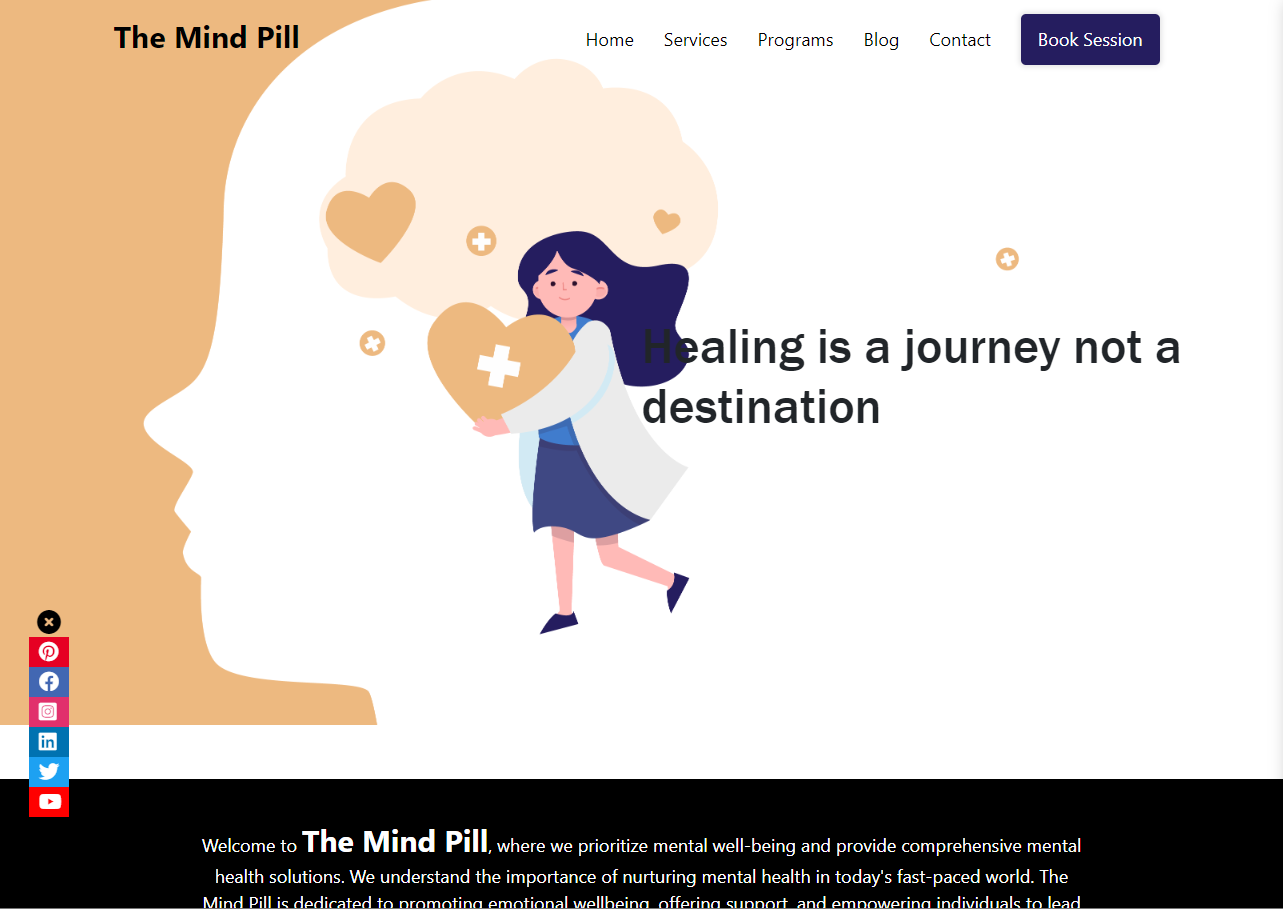 The Mind Pill
Home Services Programs Blog Contact Book Session
Healing is a journey not a
destination
Welcome to The Mind Pill, where we prioritize mental well-being and provide comprehensive mental
health solutions. We understand the importance of nurturing mental health in today's fast-paced world. The
Mind Pill is dedicated to promoting emotional wellbeing, offering support, and empowering individuals to lead